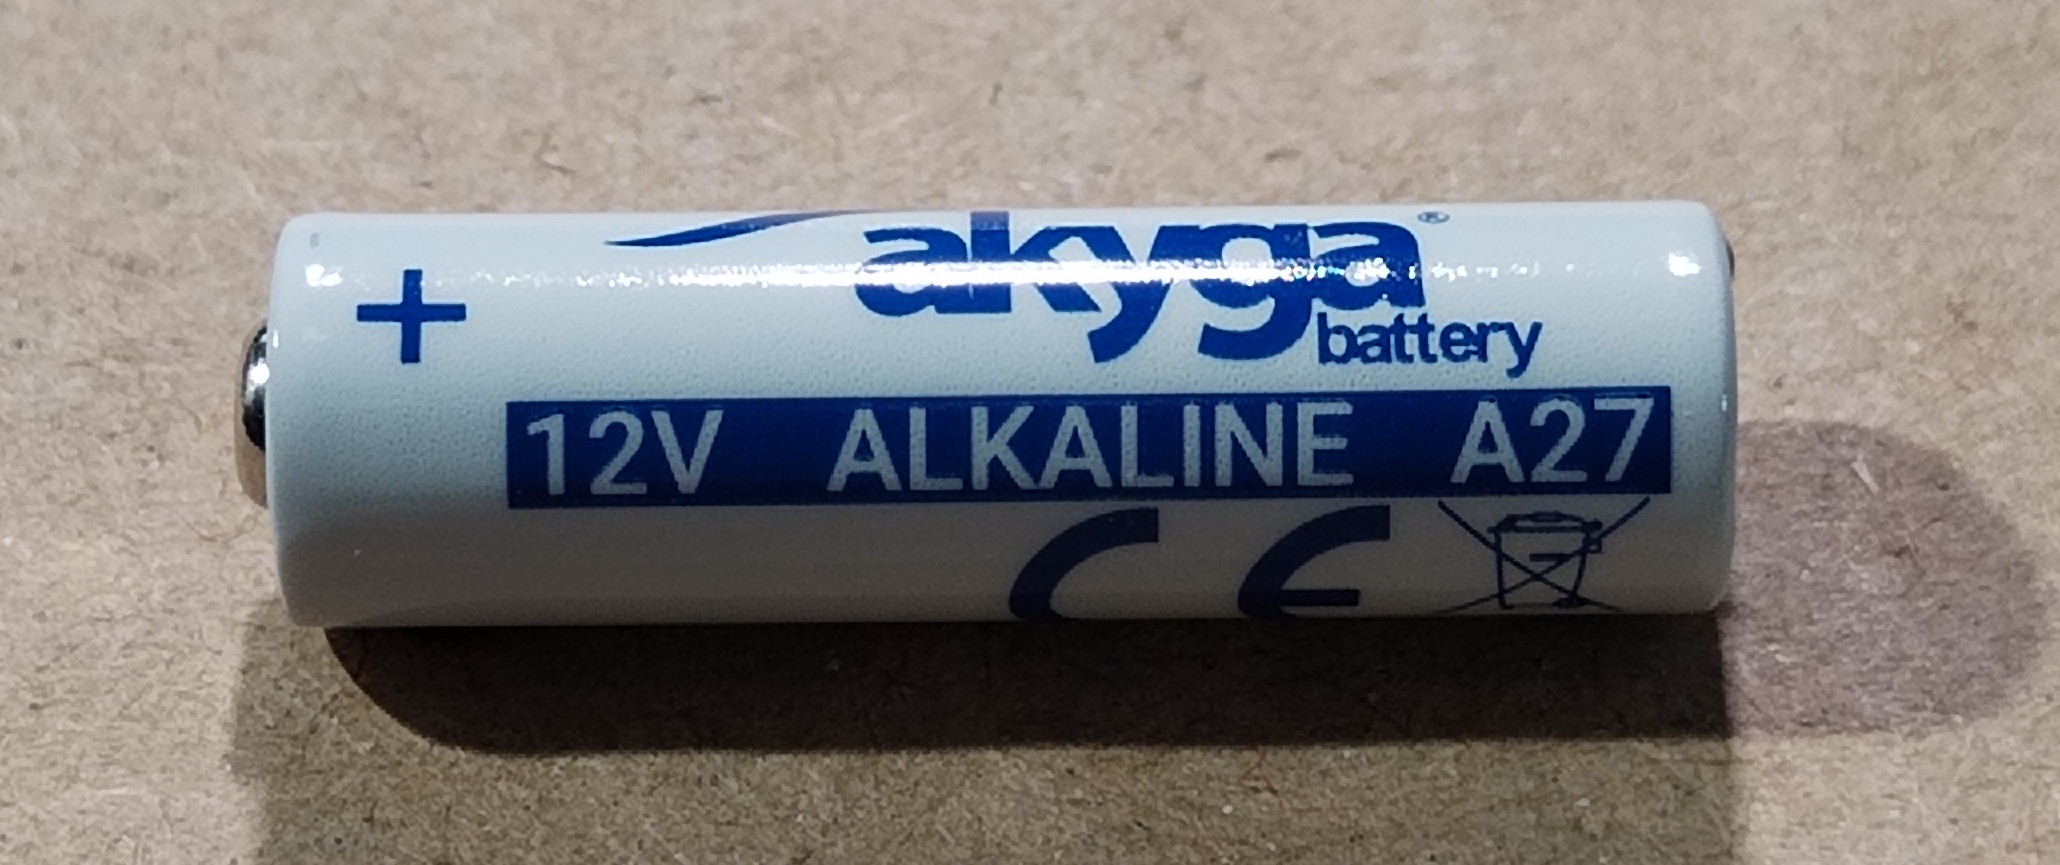 +
akyga®
battery
12V ALKALINE A27
CE